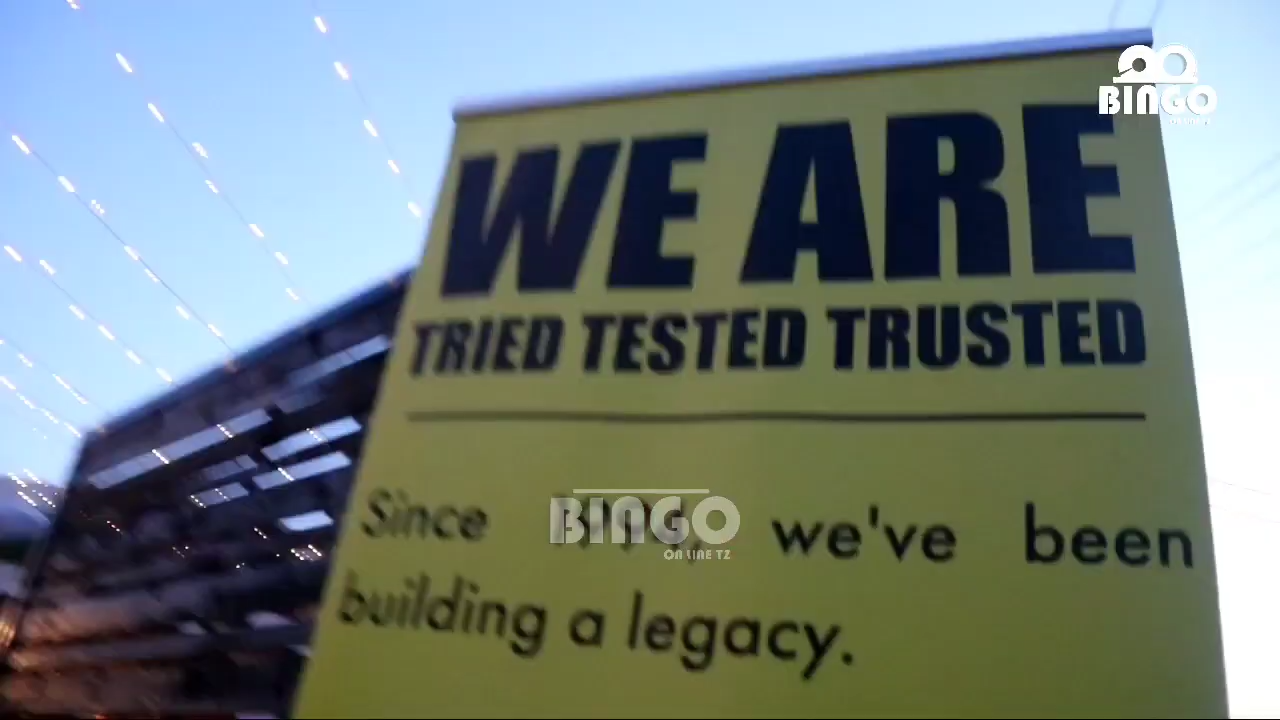 BINGO
WE ARE
TRIED TESTED TRUSTED
Since we've been
BINGO
ON LINE TZ
building a legacy.